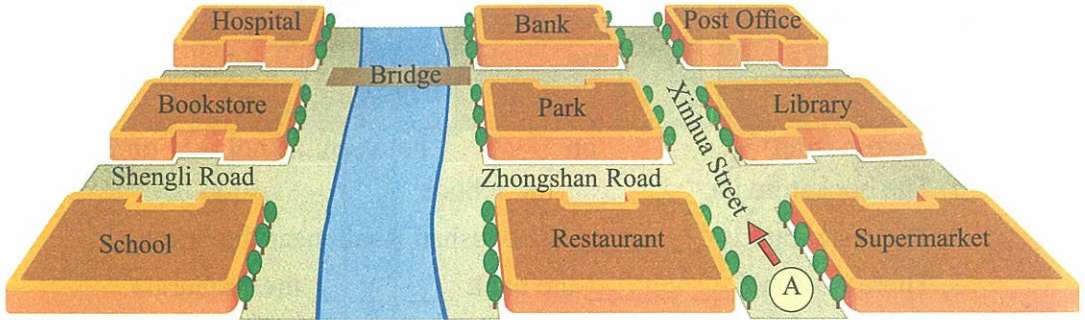 Hospital
Bank
Post Office
Bridge
Bookstore
Park
Xinhua Street
Library
Shengli Road
Zhongshan Road
School
Restaurant
Supermarket
A